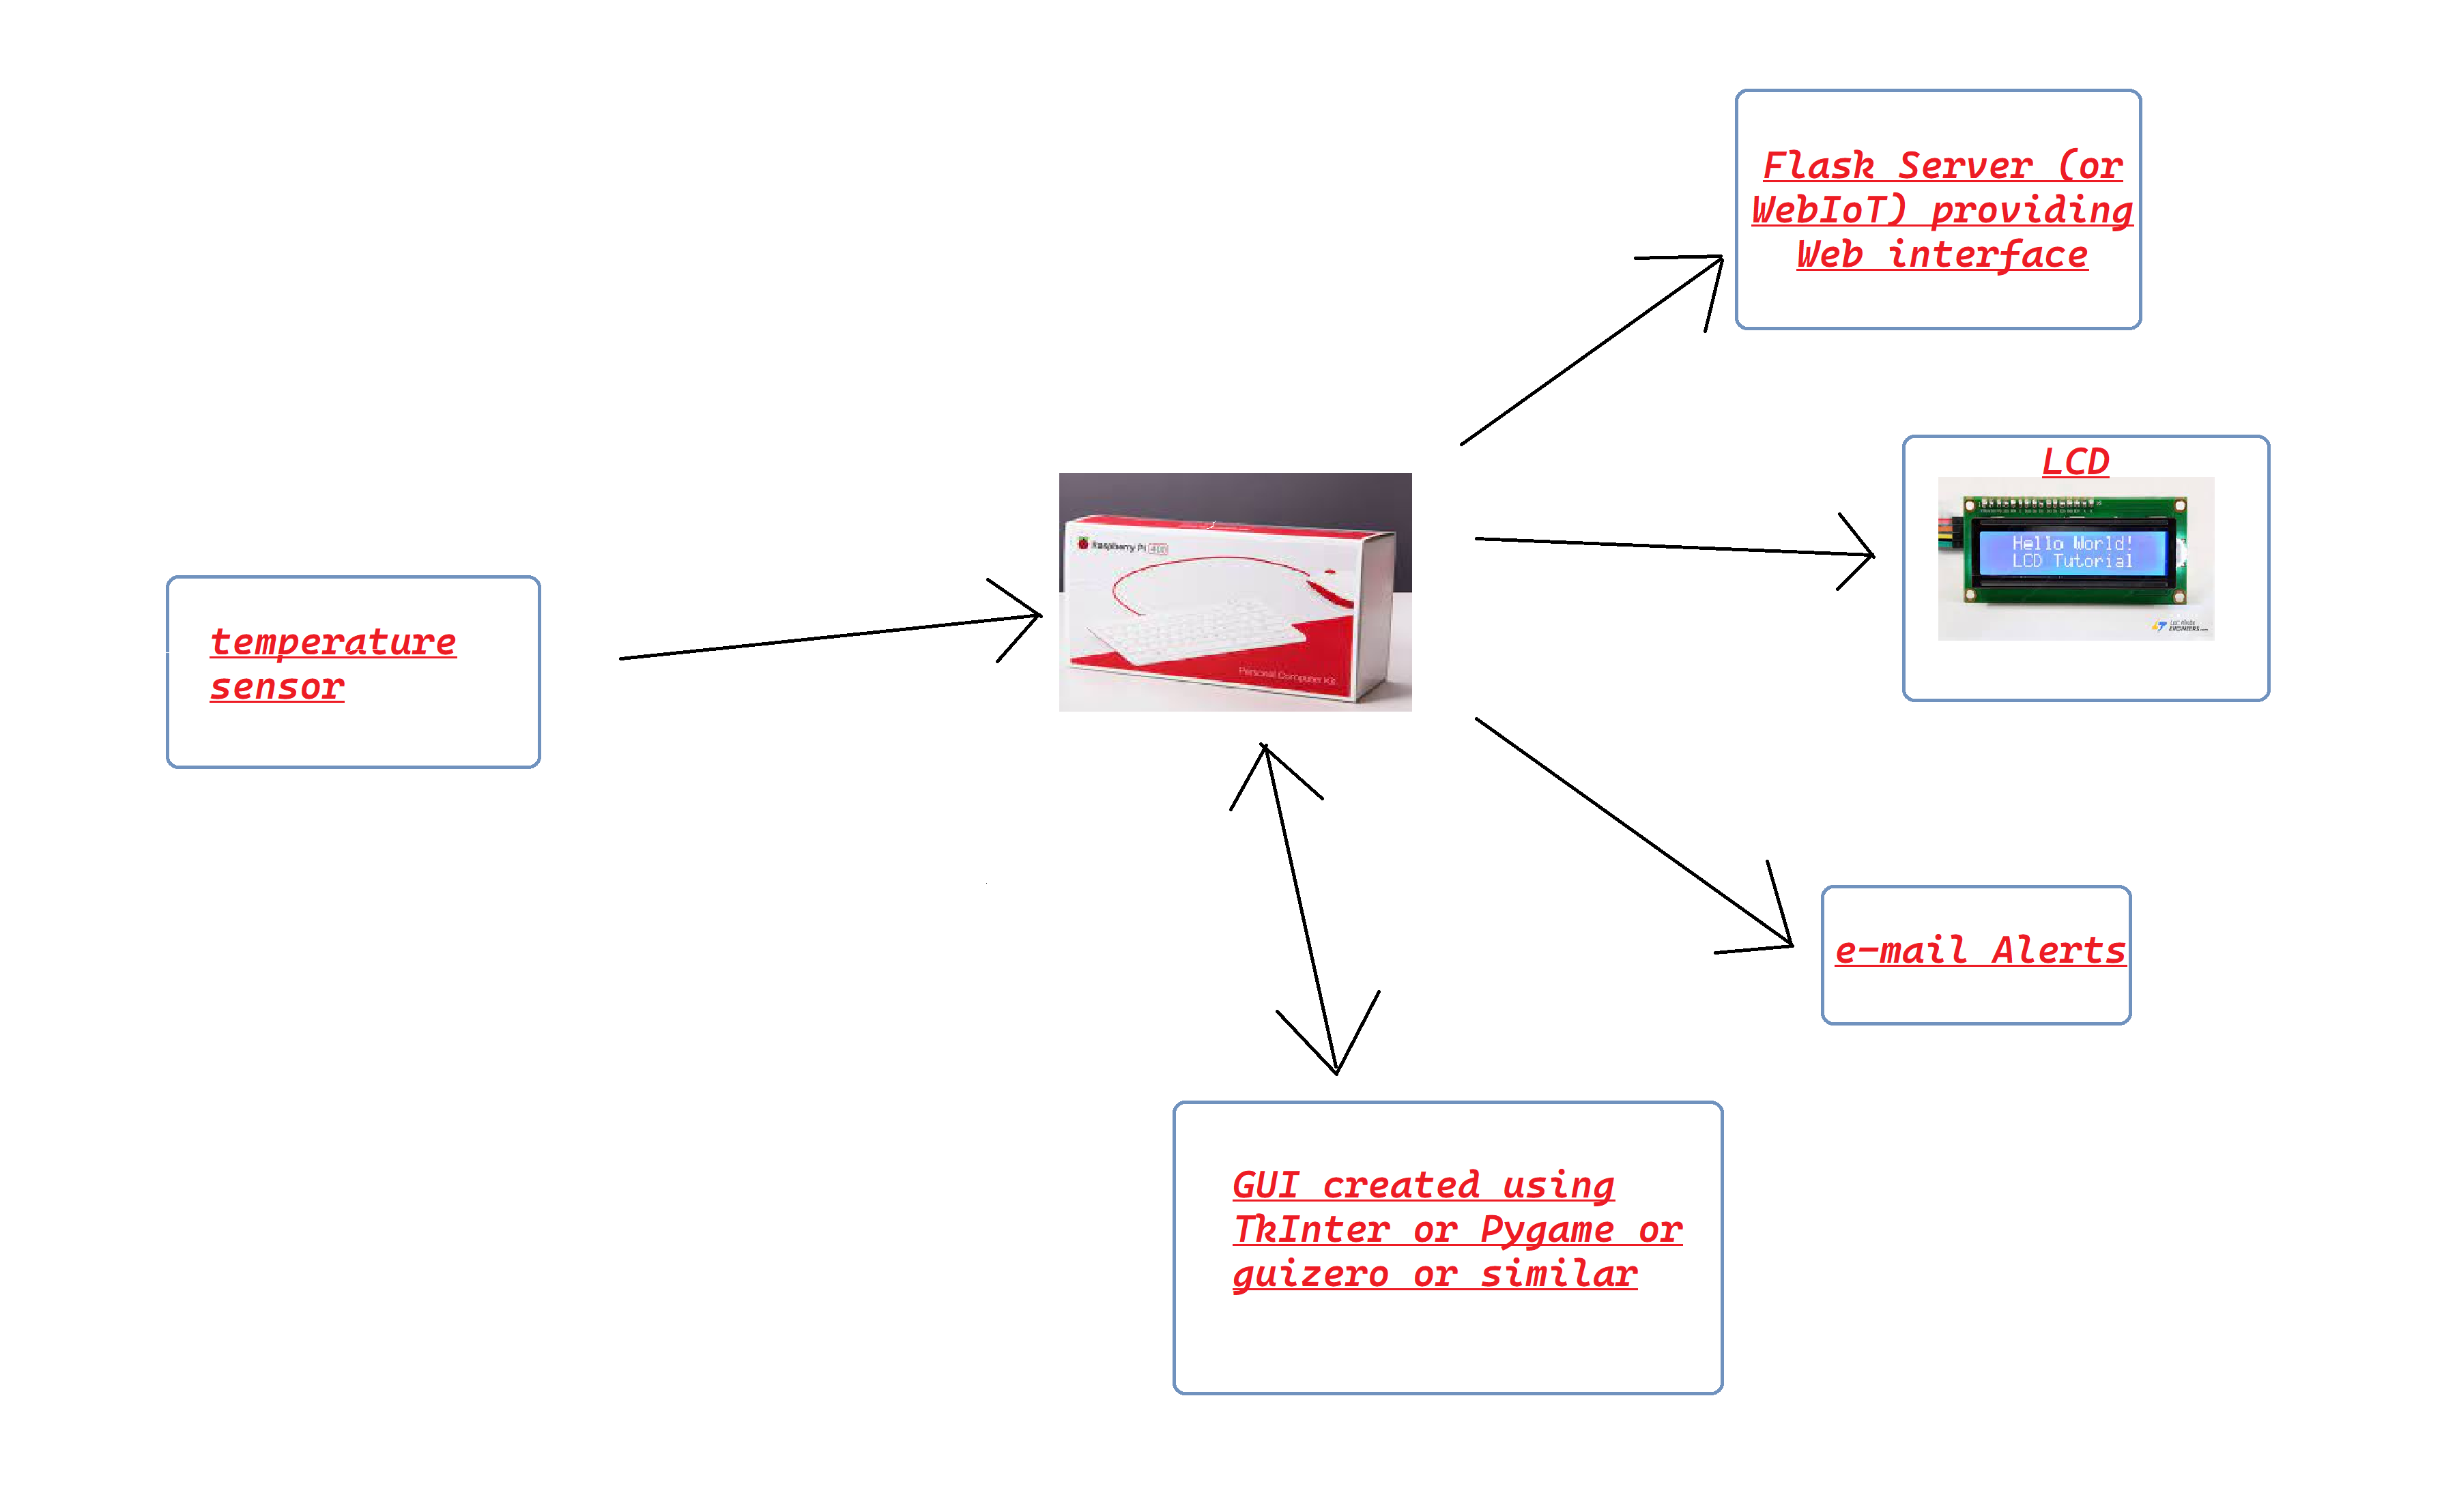 Flask Server (or
WebIoT) providing
Web interface
LCD
Hello World!
LCD Tutorial
Raspberry Pi 400
Personal Computer Kit
temperature
sensor
e-mail Alerts
GUI created using
TkInter or Pygame or
guizero or similar